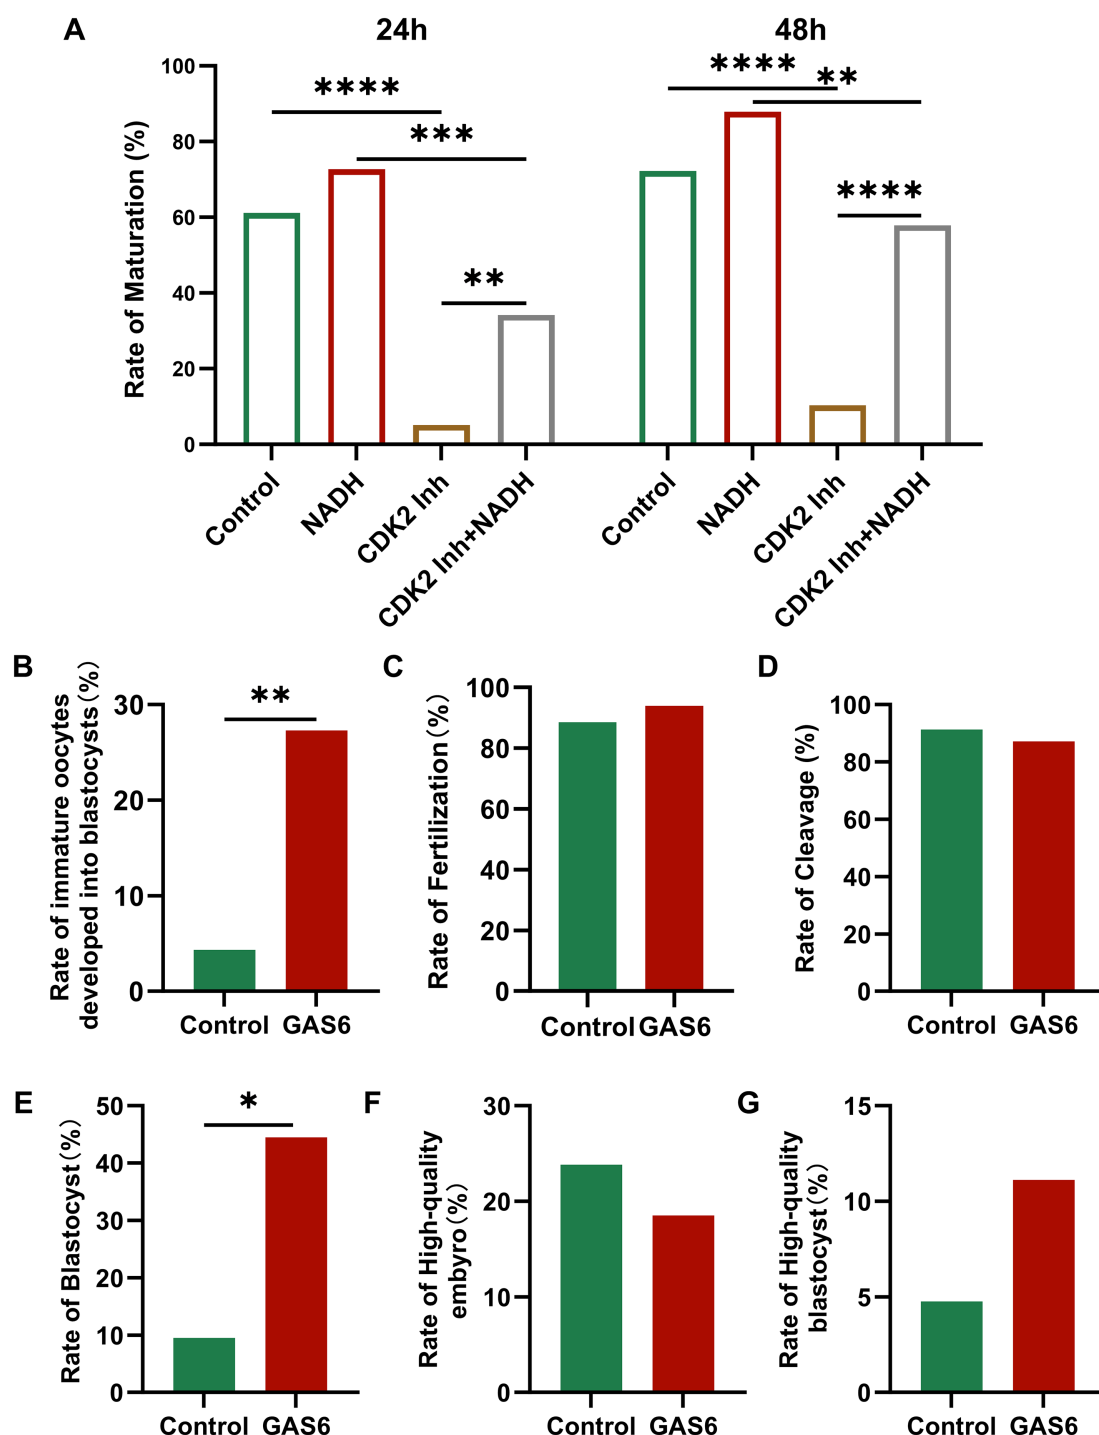 A
24h
48h
Rate of Maturation (%)
100
80
60
40
20
0
****
***
**
****
**
****
Control
NADH
CDK2 Inh
CDK2 Inh+NADH
Control
NADH
CDK2 Inh
CDK2 Inh+NADH
B
Rate of immature oocytes
developed into blastocysts(%)
30
20
10
0
**
Control
GAS6
C
Rate of Fertilization(%)
100
80
60
40
20
0
Control
GAS6
D
Rate of Cleavage (%)
100
80
60
40
20
0
Control
GAS6
E
Rate of Blastocyst(%)
50
40
30
20
10
0
*
Control
GAS6
F
Rate of High-quality
embyro(%)
30
20
10
0
Control
GAS6
G
Rate of High-quality
blastocyst(%)
15
10
5
0
Control
GAS6